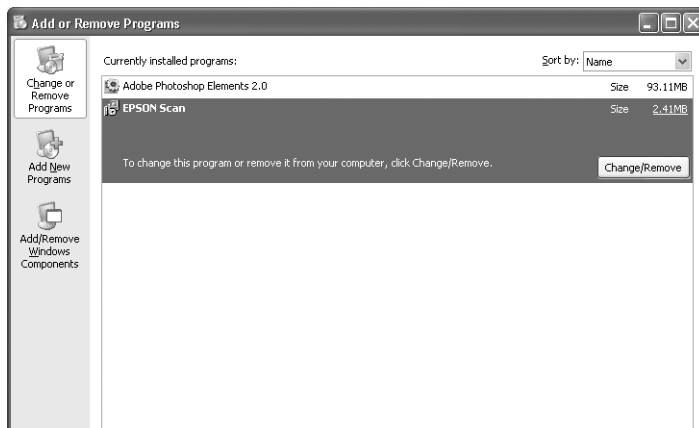 Add or Remove Programs
Change or
Remove
Programs
Add New
Programs
Add/Remove
Windows
Components
Currently installed programs:
Sort by: Name
Adobe Photoshop Elements 2.0 Size 93.11MB
EPSON Scan Size 2.41MB
To change this program or remove it from your computer, click Change/Remove. Change/Remove